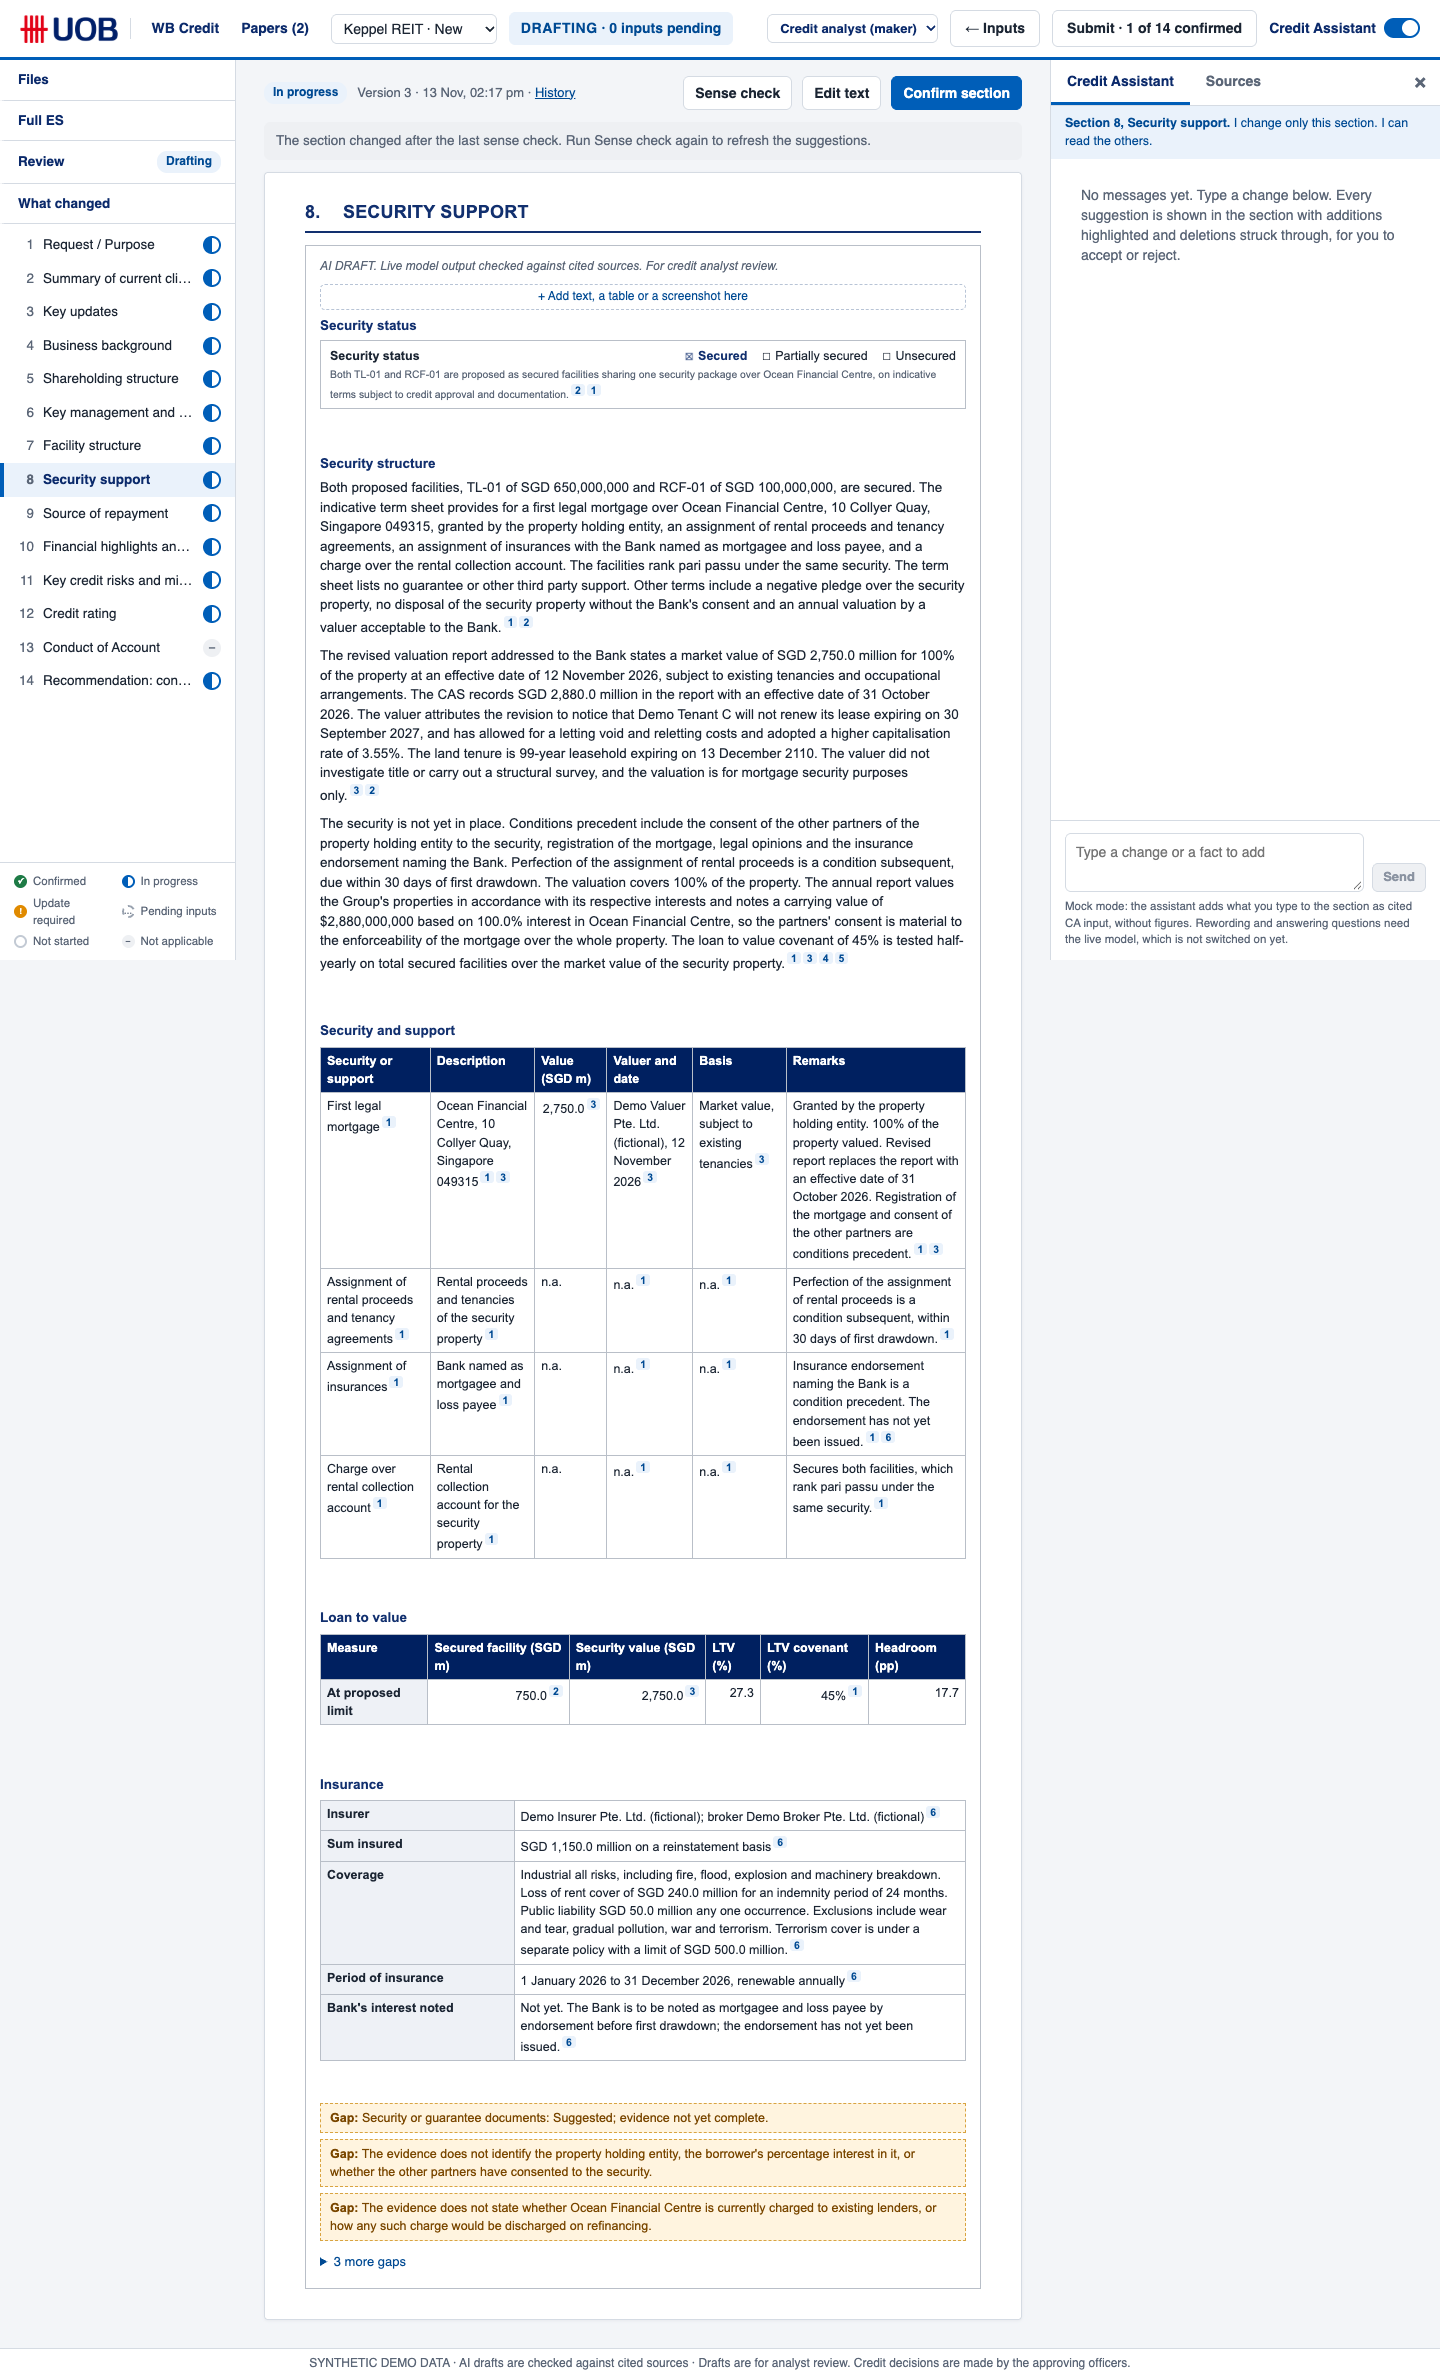 UOB
WB Credit
Papers (2)
Keppel REIT · New
DRAFTING · 0 inputs pending
Credit analyst (maker)
← Inputs
Submit · 1 of 14 confirmed
Credit Assistant
Files
Full ES
Review
Drafting
What changed
1 Request / Purpose
2 Summary of current cli...
3 Key updates
4 Business background
5 Shareholding structure
6 Key management and ...
7 Facility structure
8 Security support
9 Source of repayment
10 Financial highlights an...
11 Key credit risks and mi...
12 Credit rating
13 Conduct of Account
14 Recommendation: con...
Confirmed
In progress
Update required
Pending inputs
Not started
Not applicable
In progress
Version 3 · 13 Nov, 02:17 pm · History
Sense check
Edit text
Confirm section
The section changed after the last sense check. Run Sense check again to refresh the suggestions.
8. SECURITY SUPPORT
AI DRAFT. Live model output checked against cited sources. For credit analyst review.
+ Add text, a table or a screenshot here
Security status
Security status
☒ Secured ☐ Partially secured ☐ Unsecured
Both TL-01 and RCF-01 are proposed as secured facilities sharing one security package over Ocean Financial Centre, on indicative
terms subject to credit approval and documentation. 2 1
Security structure
Both proposed facilities, TL-01 of SGD 650,000,000 and RCF-01 of SGD 100,000,000, are secured. The
indicative term sheet provides for a first legal mortgage over Ocean Financial Centre, 10 Collyer Quay,
Singapore 049315, granted by the property holding entity, an assignment of rental proceeds and tenancy
agreements, an assignment of insurances with the Bank named as mortgagee and loss payee, and a
charge over the rental collection account. The facilities rank pari passu under the same security. The term
sheet lists no guarantee or other third party support. Other terms include a negative pledge over the security
property, no disposal of the security property without the Bank's consent and an annual valuation by a
valuer acceptable to the Bank. 1 2
The revised valuation report addressed to the Bank states a market value of SGD 2,750.0 million for 100%
of the property at an effective date of 12 November 2026, subject to existing tenancies and occupational
arrangements. The CAS records SGD 2,880.0 million in the report with an effective date of 31 October
2026. The valuer attributes the revision to notice that Demo Tenant C will not renew its lease expiring on 30
September 2027, and has allowed for a letting void and reletting costs and adopted a higher capitalisation
rate of 3.55%. The land tenure is 99-year leasehold expiring on 13 December 2110. The valuer did not
investigate title or carry out a structural survey, and the valuation is for mortgage security purposes
only. 3 2
The security is not yet in place. Conditions precedent include the consent of the other partners of the
property holding entity to the security, registration of the mortgage, legal opinions and the insurance
endorsement naming the Bank. Perfection of the assignment of rental proceeds is a condition subsequent,
due within 30 days of first drawdown. The valuation covers 100% of the property. The annual report values
the Group's properties in accordance with its respective interests and notes a carrying value of
$2,880,000,000 based on 100.0% interest in Ocean Financial Centre, so the partners' consent is material to
the enforceability of the mortgage over the whole property. The loan to value covenant of 45% is tested half-
yearly on total secured facilities over the market value of the security property. 1 3 4 5
Security and support
Security or support | Description | Value (SGD m) | Valuer and date | Basis | Remarks
First legal mortgage 1 | Ocean Financial Centre, 10 Collyer Quay, Singapore 049315 1 3 | 2,750.0 3 | Demo Valuer Pte. Ltd. (fictional), 12 November 2026 3 | Market value, subject to existing tenancies 3 | Granted by the property holding entity. 100% of the property valued. Revised report replaces the report with an effective date of 31 October 2026. Registration of the mortgage and consent of the other partners are conditions precedent. 1 3
Assignment of rental proceeds and tenancy agreements 1 | Rental proceeds and tenancies of the security property 1 | n.a. | n.a. 1 | n.a. 1 | Perfection of the assignment of rental proceeds is a condition subsequent, within 30 days of first drawdown. 1
Assignment of insurances 1 | Bank named as mortgagee and loss payee 1 | n.a. | n.a. 1 | n.a. 1 | Insurance endorsement naming the Bank is a condition precedent. The endorsement has not yet been issued. 1 6
Charge over rental collection account 1 | Rental collection account for the security property 1 | n.a. | n.a. 1 | n.a. 1 | Secures both facilities, which rank pari passu under the same security. 1
Loan to value
Measure | Secured facility (SGD m) | Security value (SGD m) | LTV (%) | LTV covenant (%) | Headroom (pp)
At proposed limit | 750.0 2 | 2,750.0 3 | 27.3 | 45% 1 | 17.7
Insurance
Insurer | Demo Insurer Pte. Ltd. (fictional); broker Demo Broker Pte. Ltd. (fictional) 6
Sum insured | SGD 1,150.0 million on a reinstatement basis 6
Coverage | Industrial all risks, including fire, flood, explosion and machinery breakdown.
Loss of rent cover of SGD 240.0 million for an indemnity period of 24 months.
Public liability SGD 50.0 million any one occurrence. Exclusions include wear
and tear, gradual pollution, war and terrorism. Terrorism cover is under a
separate policy with a limit of SGD 500.0 million. 6
Period of insurance | 1 January 2026 to 31 December 2026, renewable annually 6
Bank's interest noted | Not yet. The Bank is to be noted as mortgagee and loss payee by
endorsement before first drawdown; the endorsement has not yet been
issued. 6
Gap: Security or guarantee documents: Suggested; evidence not yet complete.
Gap: The evidence does not identify the property holding entity, the borrower's percentage interest in it, or
whether the other partners have consented to the security.
Gap: The evidence does not state whether Ocean Financial Centre is currently charged to existing lenders, or
how any such charge would be discharged on refinancing.
▶ 3 more gaps
Credit Assistant
Sources
×
Section 8, Security support. I change only this section. I can
read the others.
No messages yet. Type a change below. Every
suggestion is shown in the section with additions
highlighted and deletions struck through, for you to
accept or reject.
Type a change or a fact to add
Send
Mock mode: the assistant adds what you type to the section as cited
CA input, without figures. Rewording and answering questions need
the live model, which is not switched on yet.
SYNTHETIC DEMO DATA · AI drafts are checked against cited sources · Drafts are for analyst review. Credit decisions are made by the approving officers.